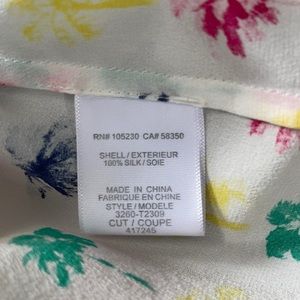 RN# 105230 CA# 58350
SHELL / EXTERIEUR
100% SILK / SOIE
MADE IN CHINA
FABRIQUE EN CHINE
STYLE / MODELE
3260-T2309
CUT / COUPE
417245